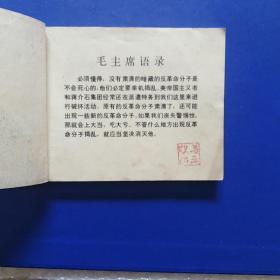 毛主席语录
必须懂得，没有肃清的暗藏的反革命分子是
不会死心的，他们必定要乘机捣乱。美帝国主义者
和蒋介石集团经常还在派遣特务到我们这里来进
行破坏活动。原有的反革命分子肃清了，还可能
出现一些新的反革命分子。如果我们丧失警惕性，
那就会上大当，吃大亏。不管什么地方出现反革
命分子捣乱，就应当坚决消灭他。